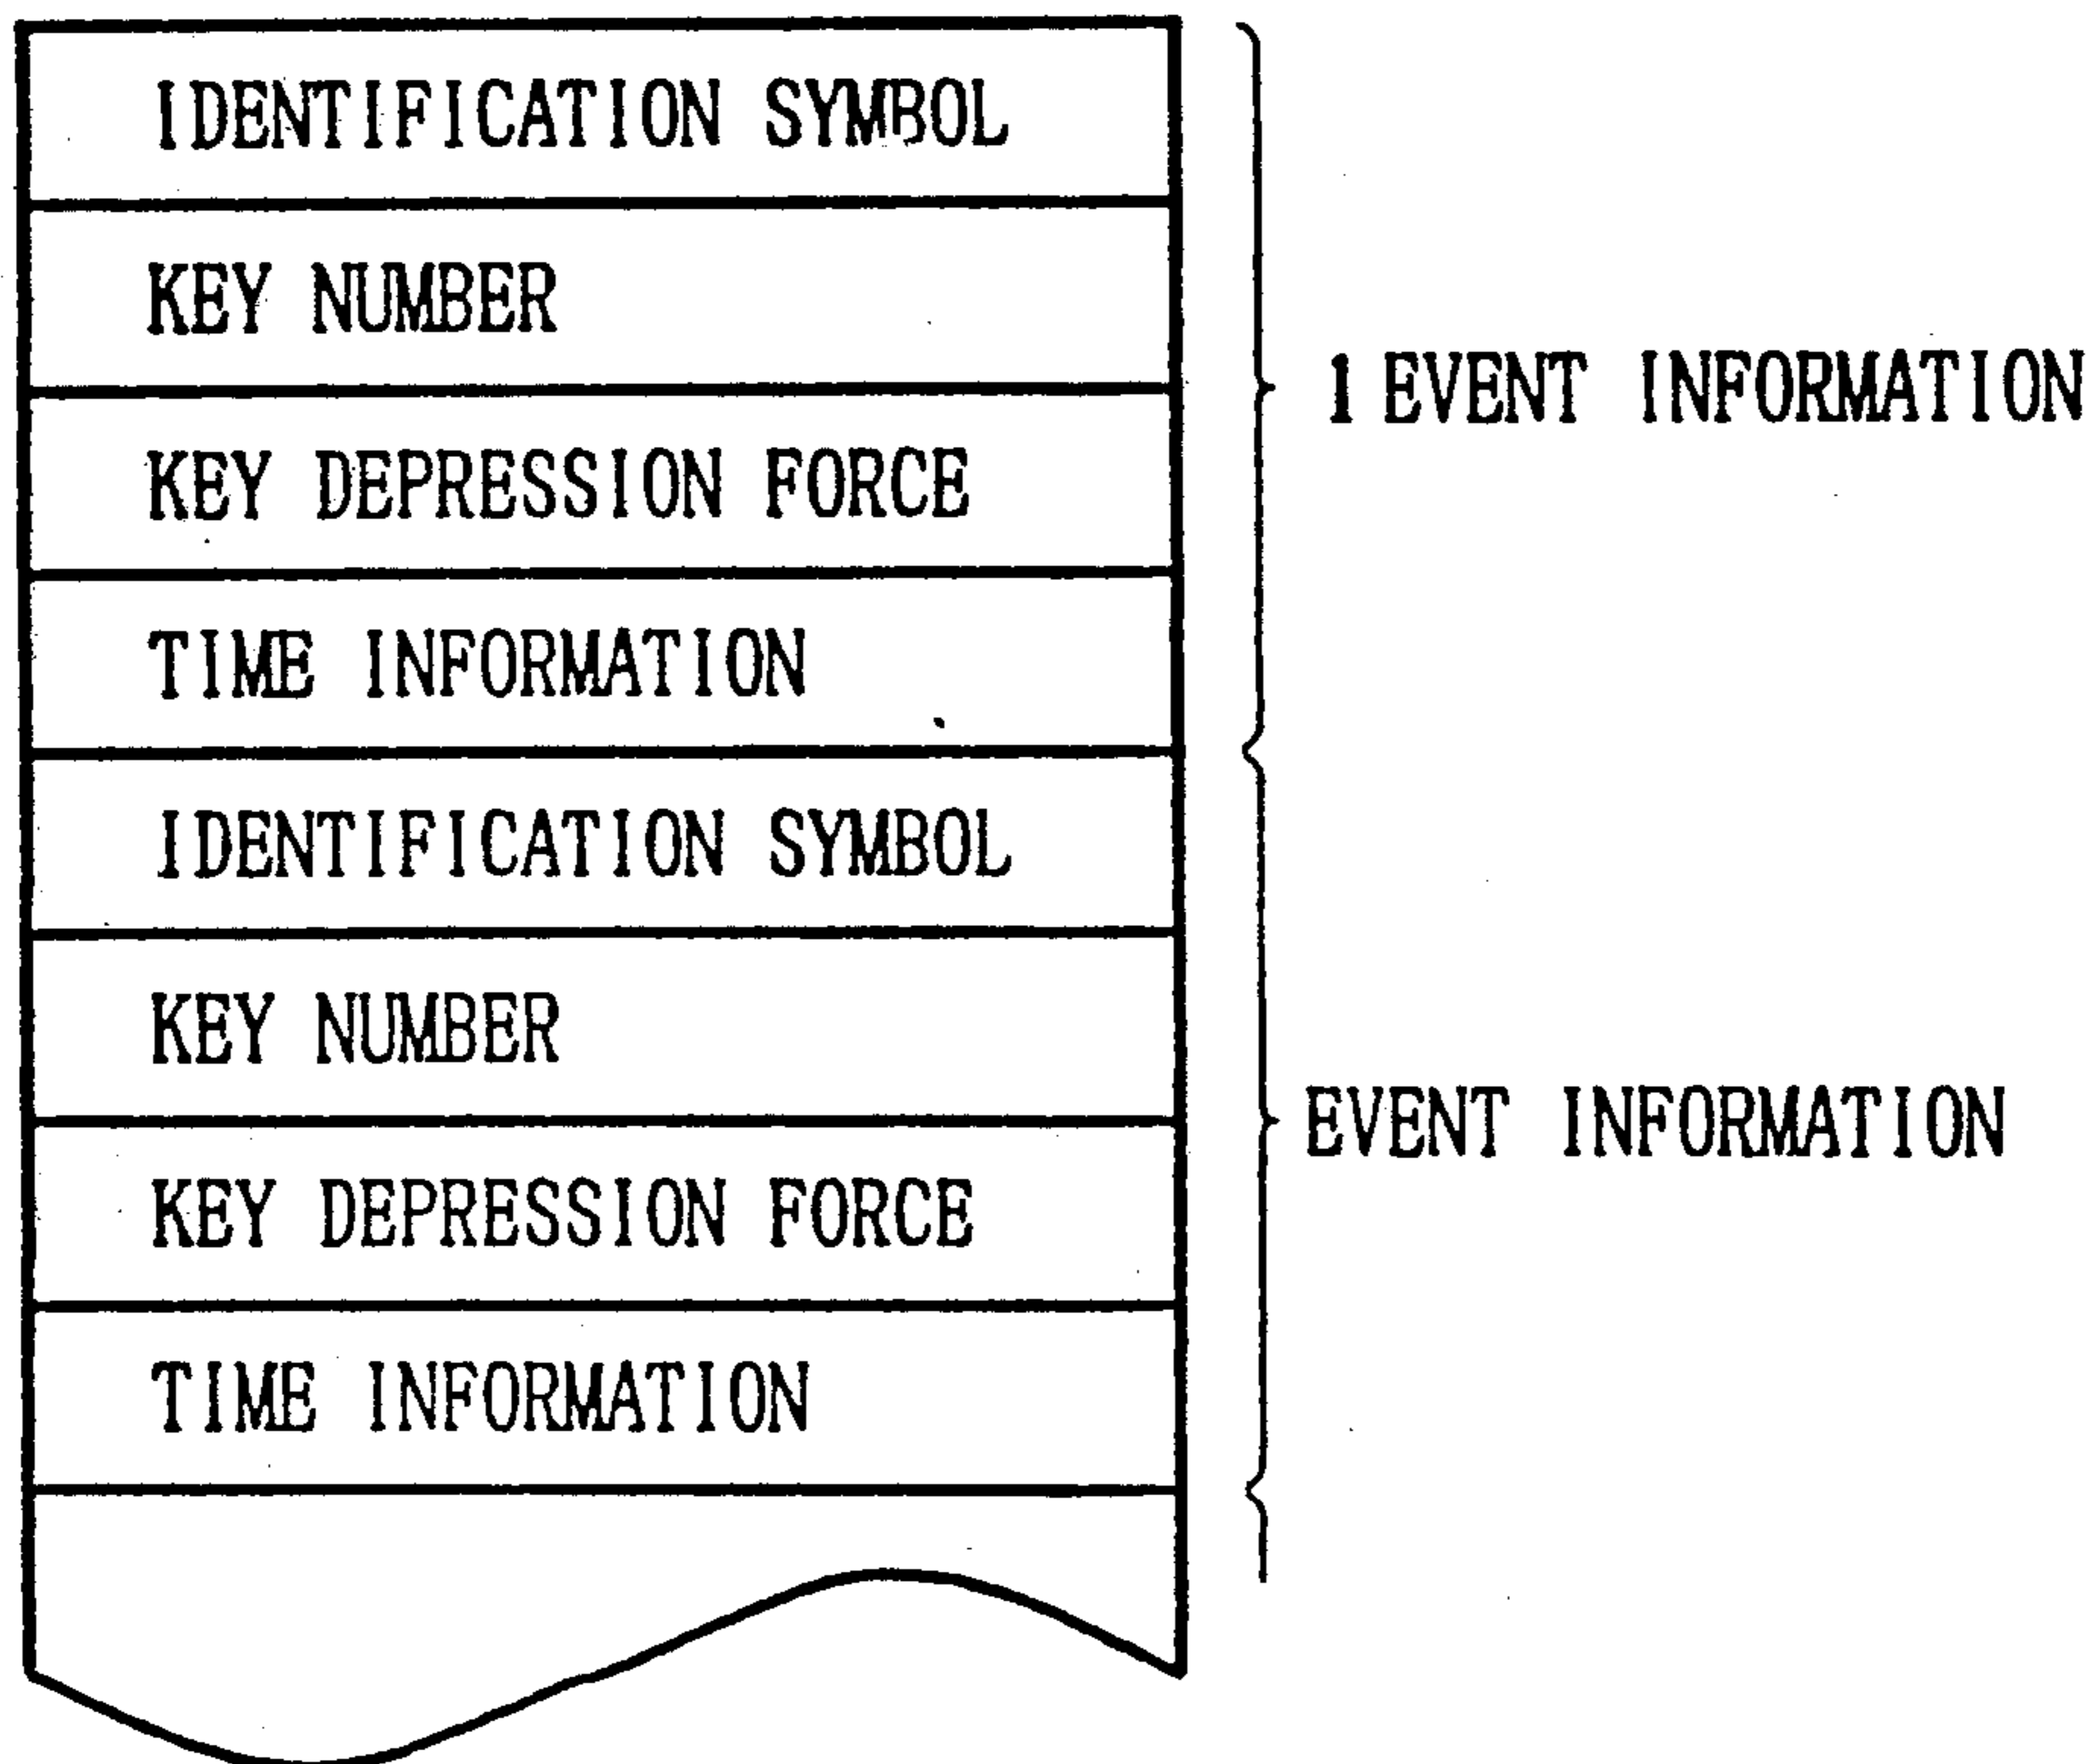 IDENTIFICATION SYMBOL
KEY NUMBER
KEY DEPRESSION FORCE
TIME INFORMATION
1 EVENT INFORMATION
IDENTIFICATION SYMBOL
KEY NUMBER
KEY DEPRESSION FORCE
TIME INFORMATION
EVENT INFORMATION